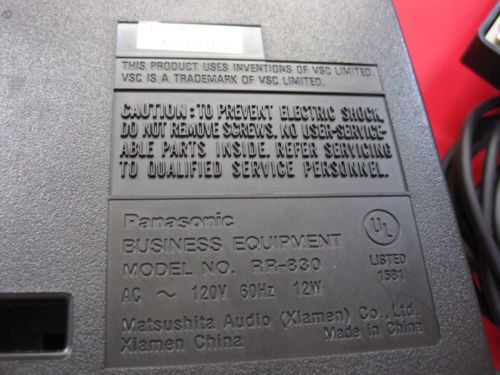 THIS PRODUCT USES INVENTIONS OF VSC LIMITED.
VSC IS A TRADEMARK OF VSC LIMITED.
CAUTION: TO PREVENT ELECTRIC SHOCK,
DO NOT REMOVE SCREWS. NO USER-SERVICE-
ABLE PARTS INSIDE. REFER SERVICING
TO QUALIFIED SERVICE PERSONNEL.
Panasonic
BUSINESS EQUIPMENT
MODEL NO. RR-830
AC ~ 120V 60Hz 12W
UL
LISTED
15B1
Matsushita Audio (Xiamen) Co., Ltd.
Xiamen China
Made in China